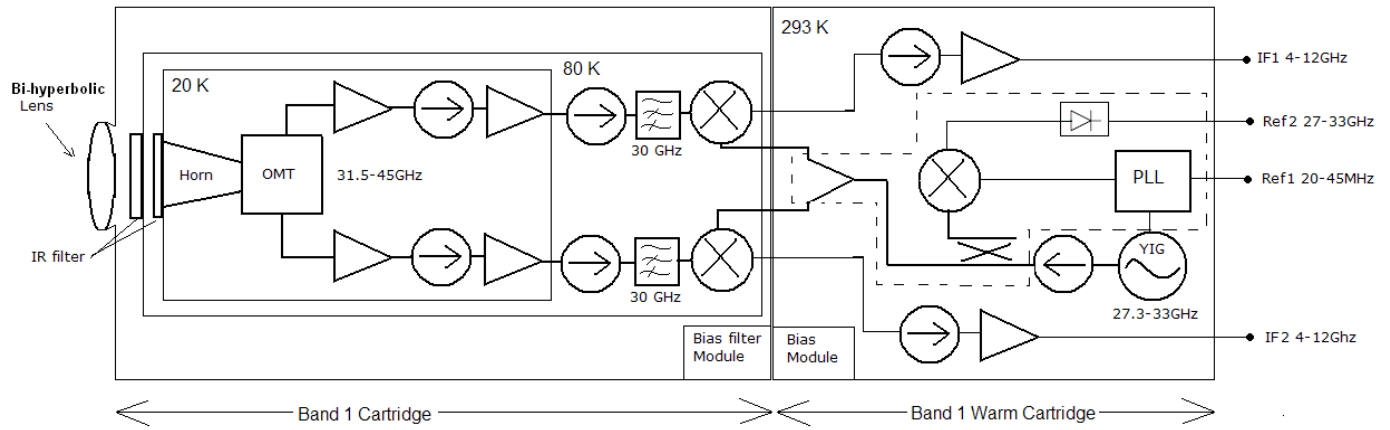 293 K
IF1 4-12GHz
80 K
20 K
Bi-hyperbolic
Lens
Ref2 27-33GHz
30 GHz
Horn
OMT
31.5-45GHz
PLL
Ref1 20-45MHz
IR filter
YIG
30 GHz
27.3-33GHz
Bias filter
Module
Bias
Module
IF2 4-12Ghz
Band 1 Cartridge
Band 1 Warm Cartridge